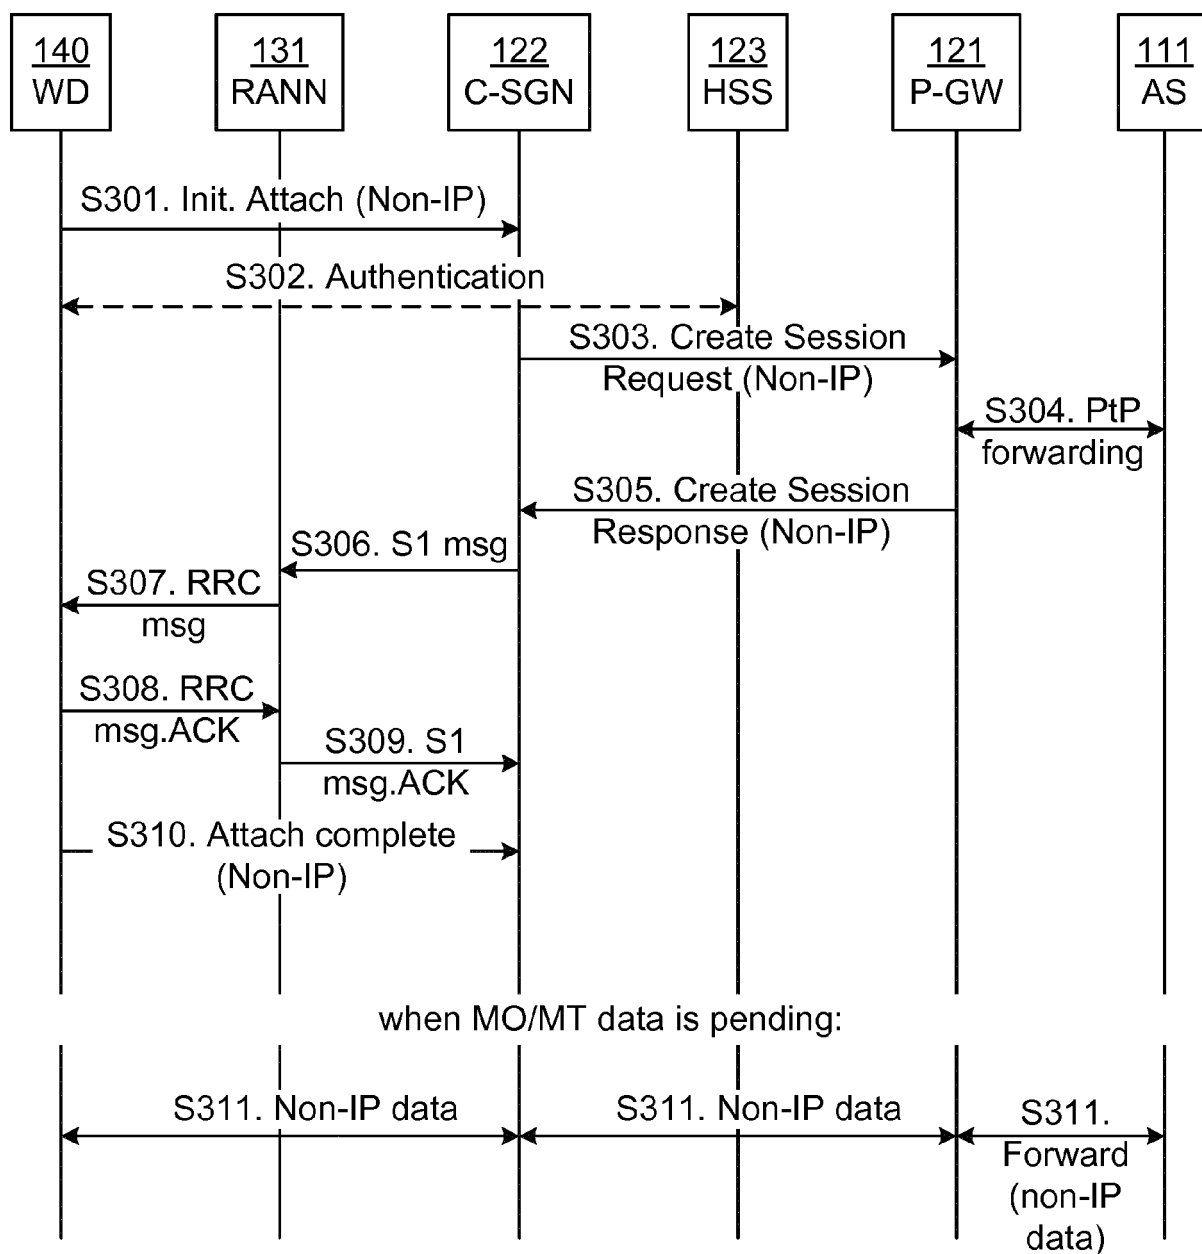 140 131 122 123 121 111
WD RANN C-SGN HSS P-GW AS
S301. Init. Attach (Non-IP)
S302. Authentication
S303. Create Session
Request (Non-IP)
S304. PtP
forwarding
S305. Create Session
Response (Non-IP)
S306. S1 msg
S307. RRC
msg
S308. RRC
msg.ACK
S309. S1
msg.ACK
S310. Attach complete
(Non-IP)
when MO/MT data is pending:
S311. Non-IP data
S311. Non-IP data
S311.
Forward
(non-IP
data)